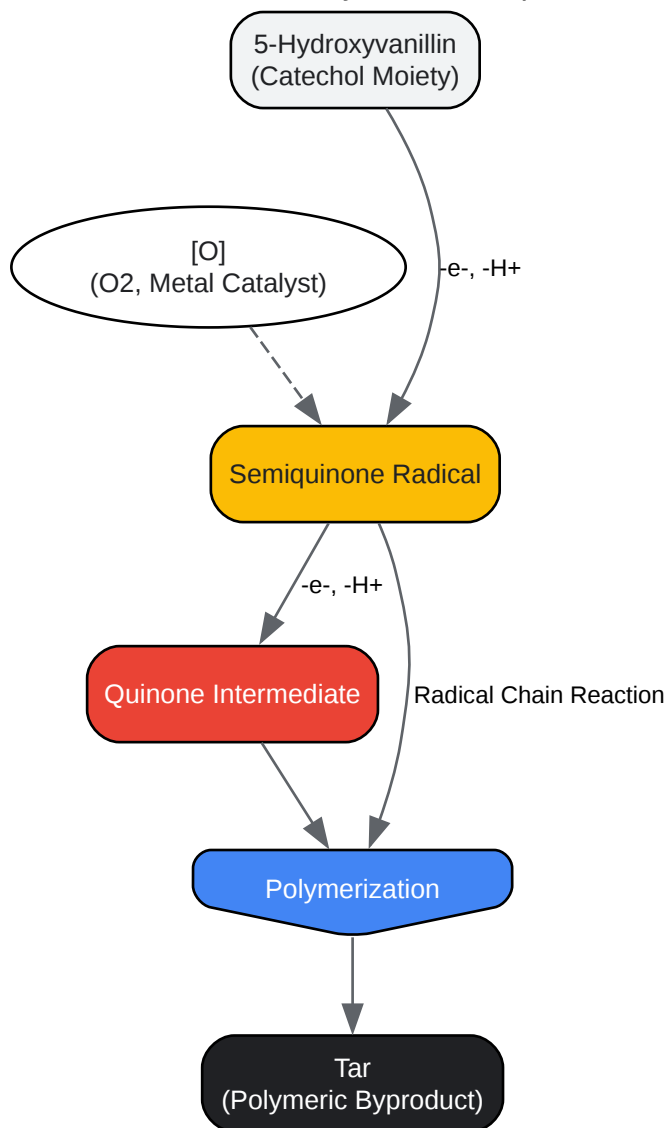 5-Hydroxyvanillin
(Catechol Moiety)
[O]
(O2, Metal Catalyst)
-e-, -H+
Semiquinone Radical
-e-, -H+
Quinone Intermediate
Radical Chain Reaction
Polymerization
Tar
(Polymeric Byproduct)